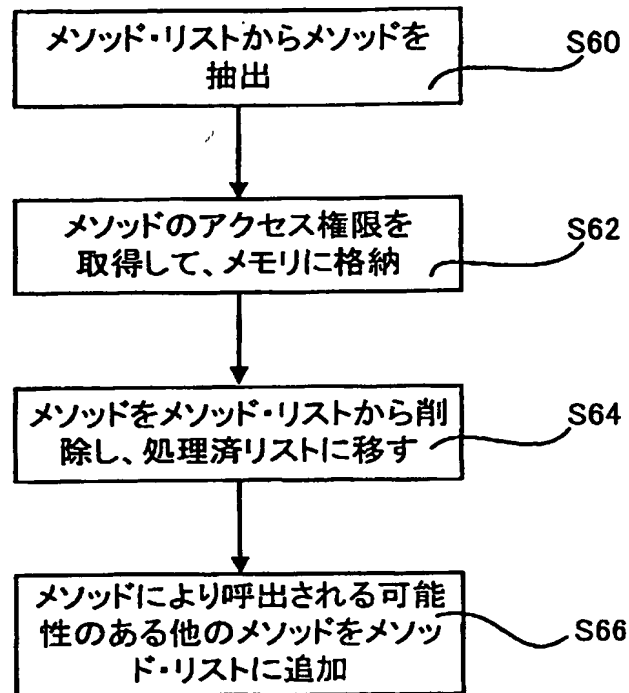 メソッド・リストからメソッドを
抽出
S60
メソッドのアクセス権限を
取得して、メモリに格納
S62
メソッドをメソッド・リストから削
除し、処理済リストに移す
S64
メソッドにより呼出される可能
性のある他のメソッドをメソッ
ド・リストに追加
S66